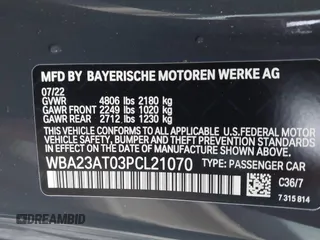 MFD BY BAYERISCHE MOTOREN WERKE AG
07/22
GVWR 4806 lbs 2180 kg
GAWR FRONT 2249 lbs 1020 kg
GAWR REAR 2712 lbs 1230 kg
THIS VEHICLE CONFORMS TO ALL APPLICABLE
FEDERAL MOTOR VEHICLE SAFETY, BUMPER, AND
THEFT PREVENTION STANDARDS IN EFFECT ON THE
DATE OF MANUFACTURE SHOWN ABOVE.
WBA23AT03PCL21070 TYPE: PASSENGER CAR
C36/7
7 315 814
DREAMBID